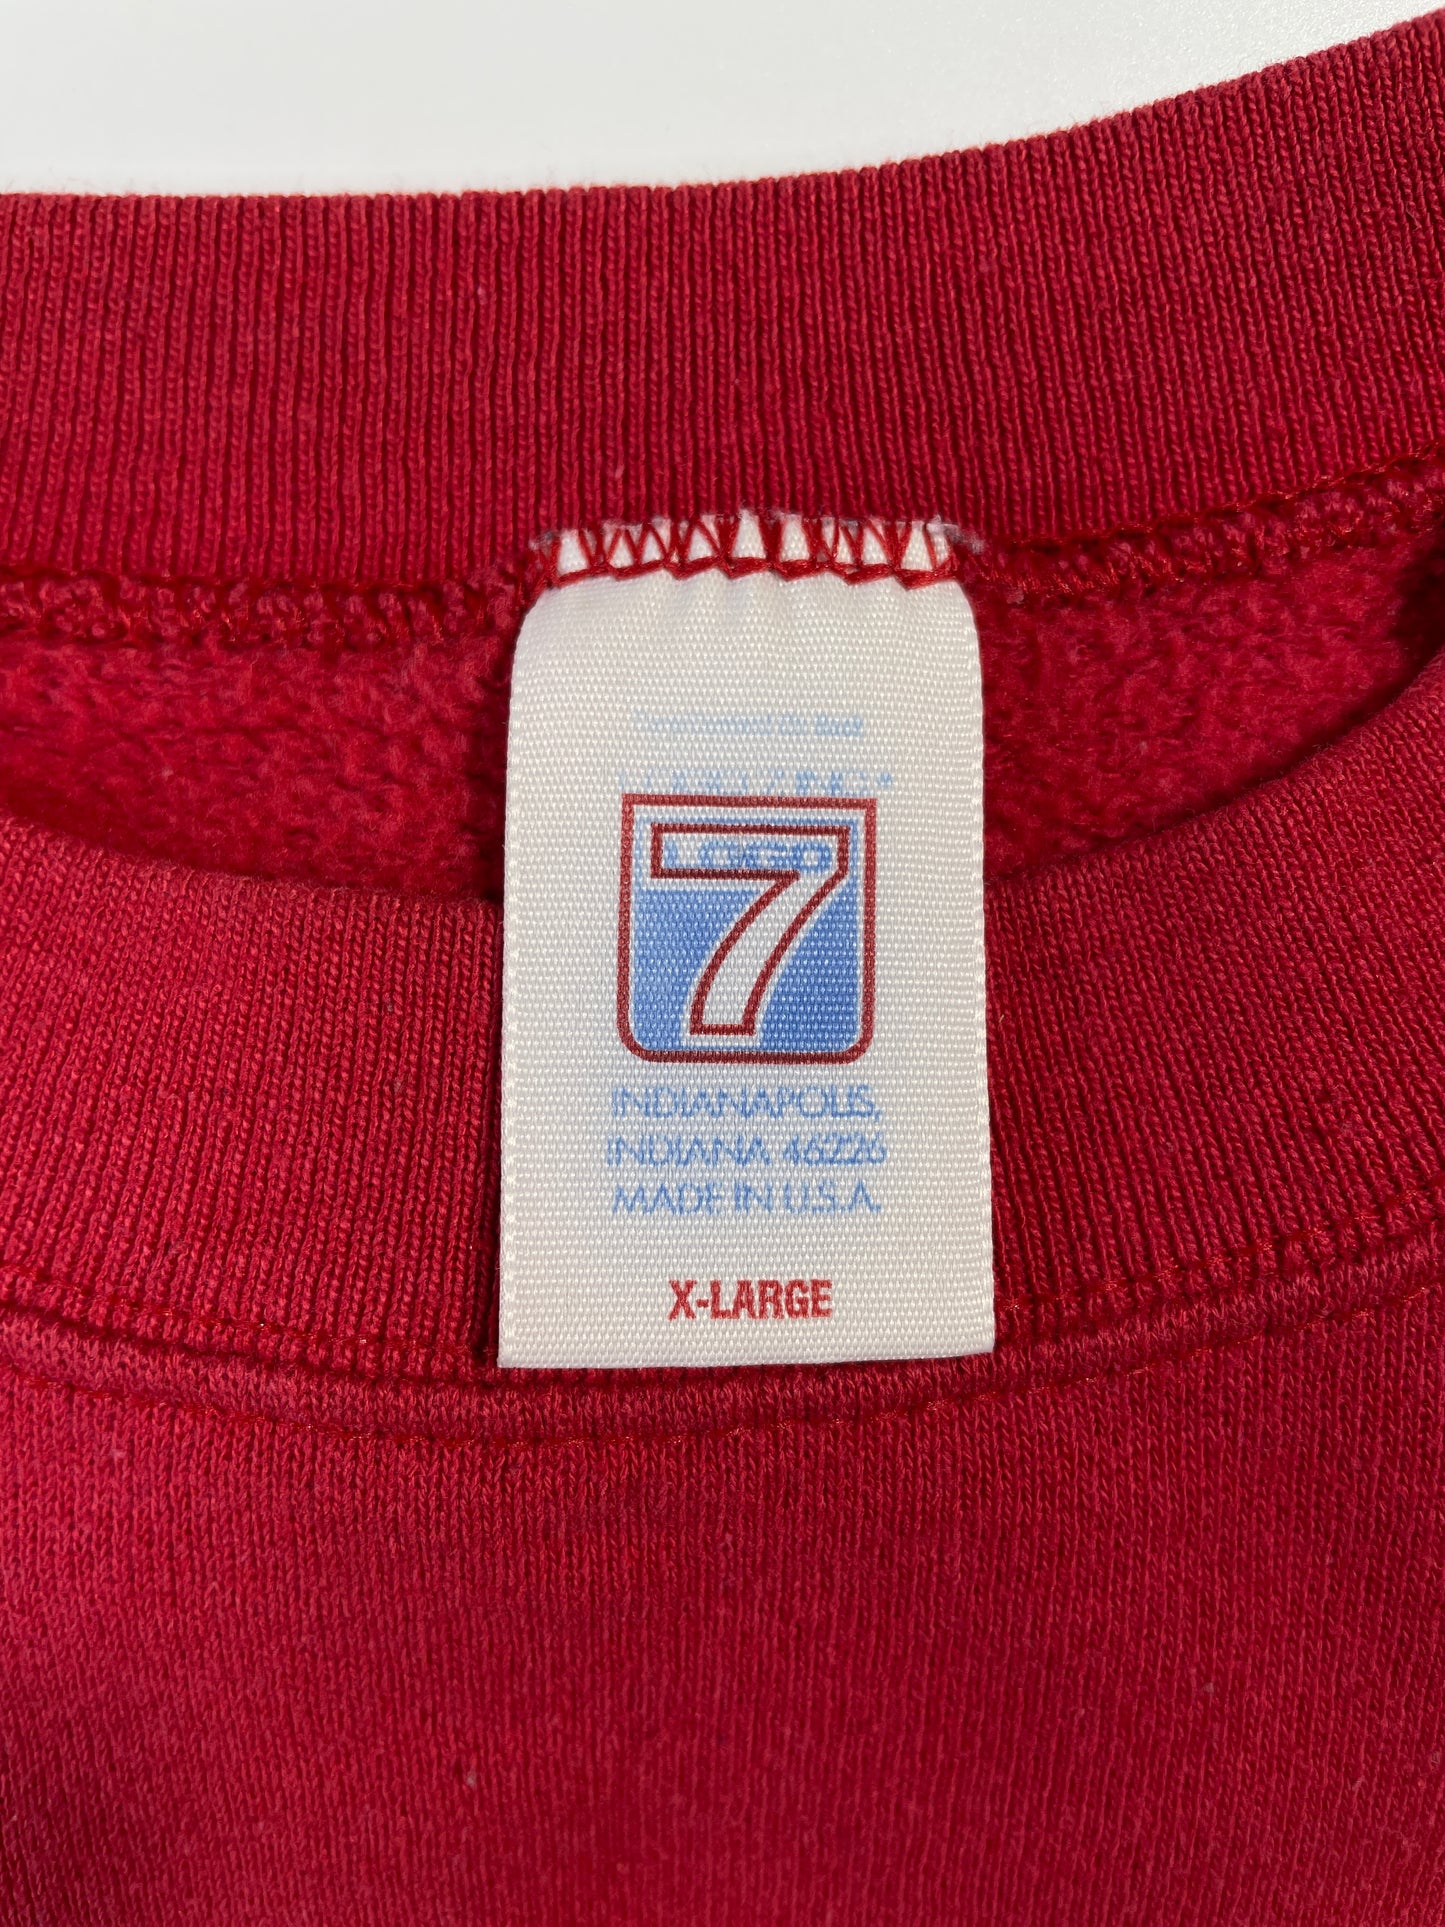 LOGO
7
INDIANAPOLIS,
INDIANA 46226
MADE IN U.S.A.
X-LARGE